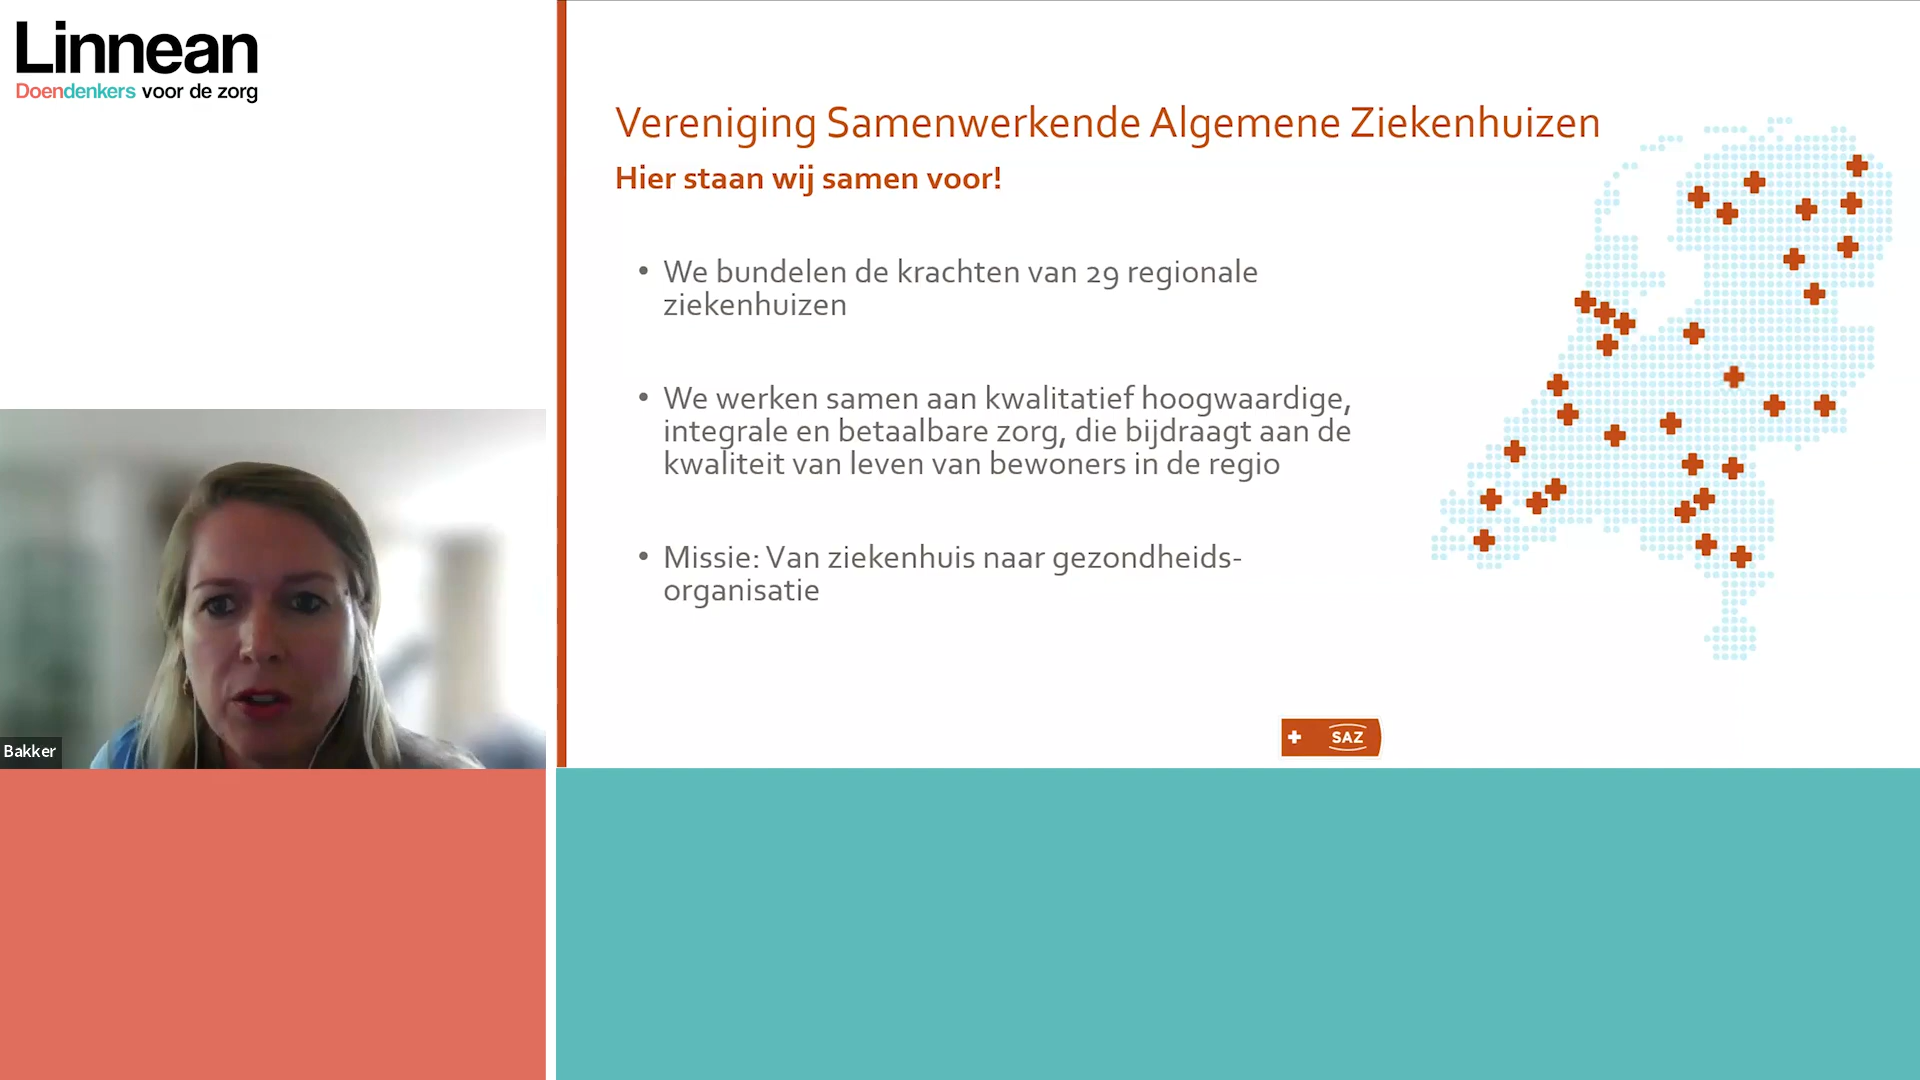 Linnean
Doendenkers voor de zorg
Vereniging Samenwerkende Algemene Ziekenhuizen
Hier staan wij samen voor!
• We bundelen de krachten van 29 regionale
ziekenhuizen
• We werken samen aan kwalitatief hoogwaardige,
integrale en betaalbare zorg, die bijdraagt aan de
kwaliteit van leven van bewoners in de regio
• Missie: Van ziekenhuis naar gezondheids-
organisatie
SAZ
Bakker